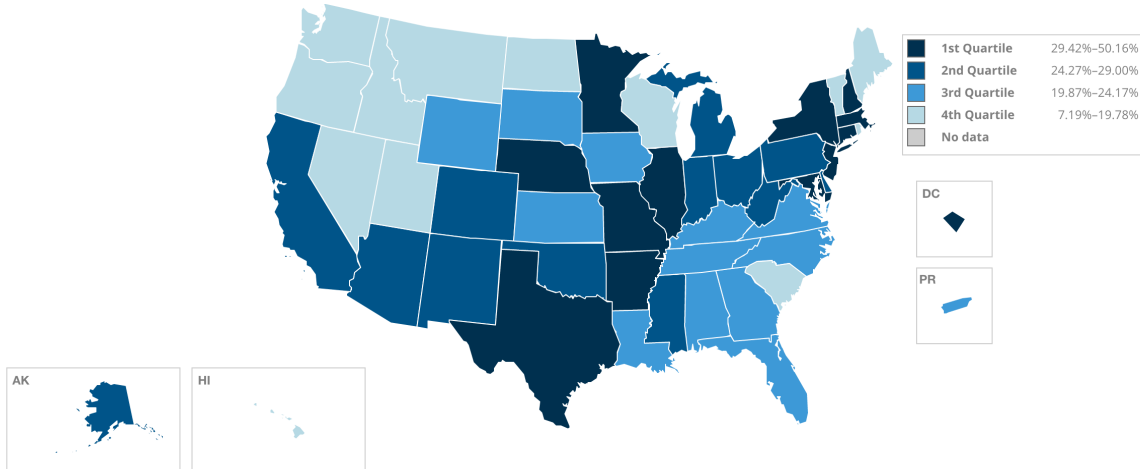 1st Quartile 29.42%–50.16%
2nd Quartile 24.27%–29.00%
3rd Quartile 19.87%–24.17%
4th Quartile 7.19%–19.78%
No data
DC
PR
AK
HI